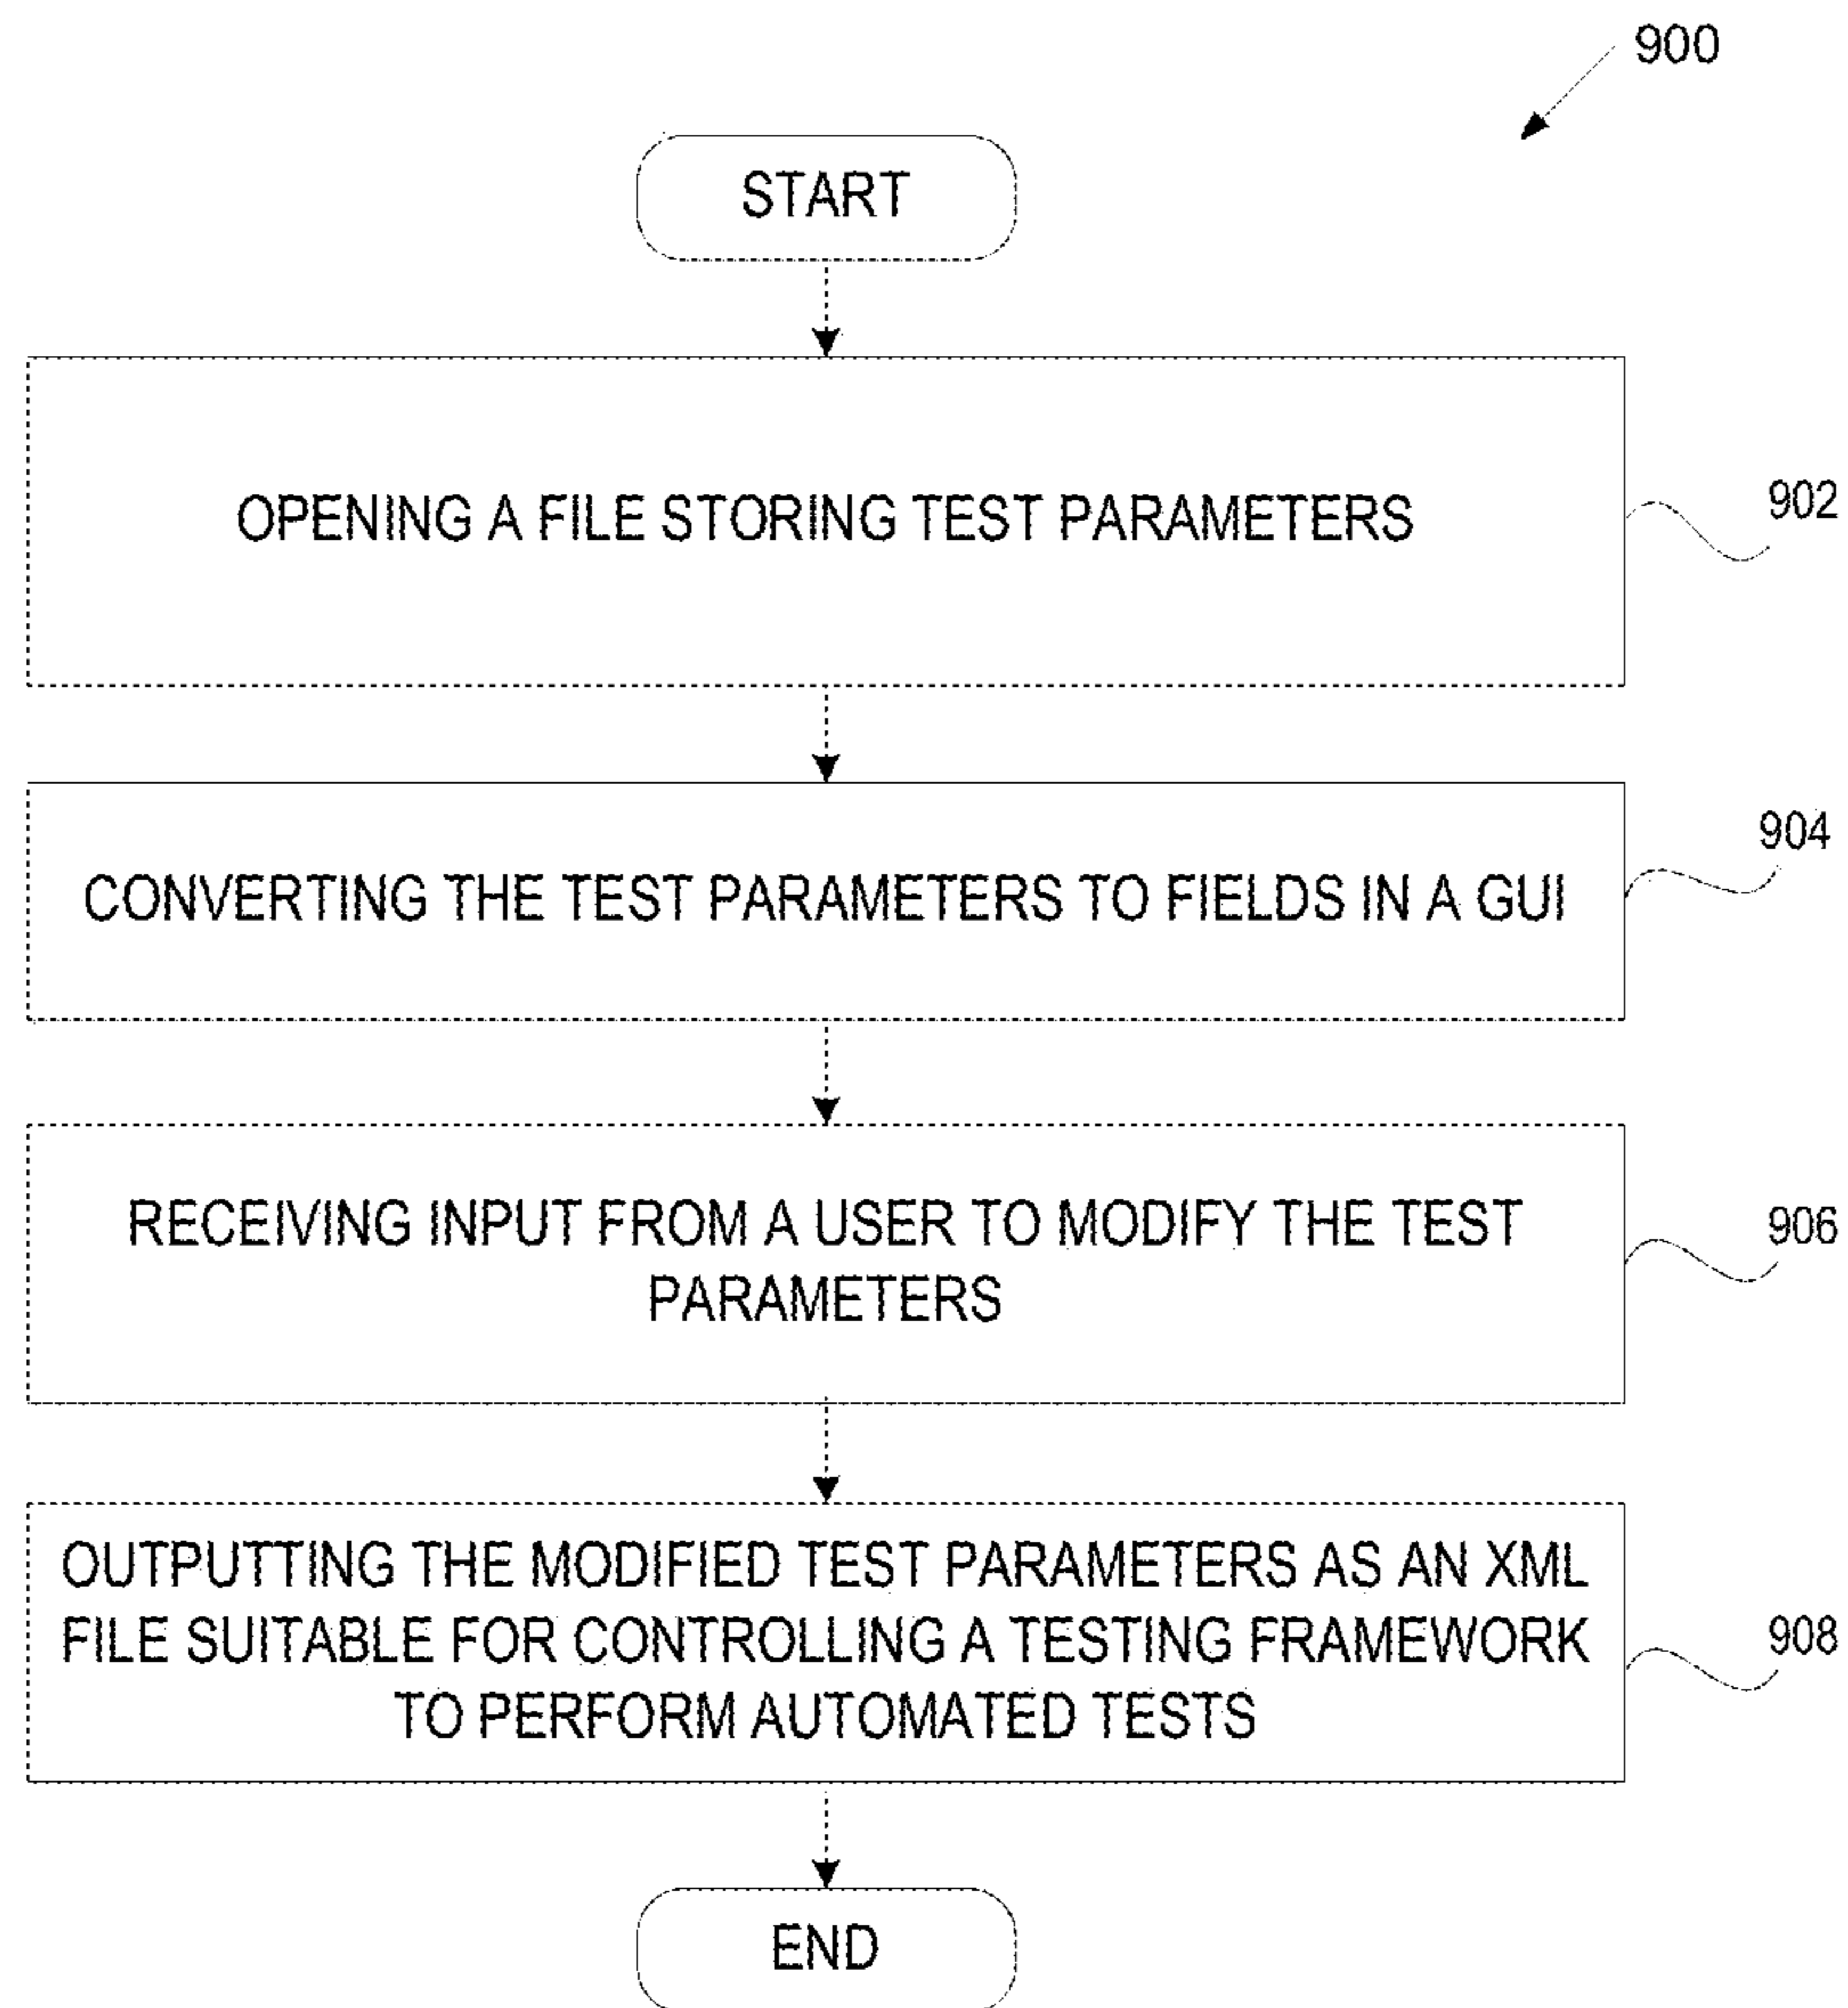 900
START
OPENING A FILE STORING TEST PARAMETERS
902
CONVERTING THE TEST PARAMETERS TO FIELDS IN A GUI
904
RECEIVING INPUT FROM A USER TO MODIFY THE TEST
PARAMETERS
906
OUTPUTTING THE MODIFIED TEST PARAMETERS AS AN XML
FILE SUITABLE FOR CONTROLLING A TESTING FRAMEWORK
TO PERFORM AUTOMATED TESTS
908
END